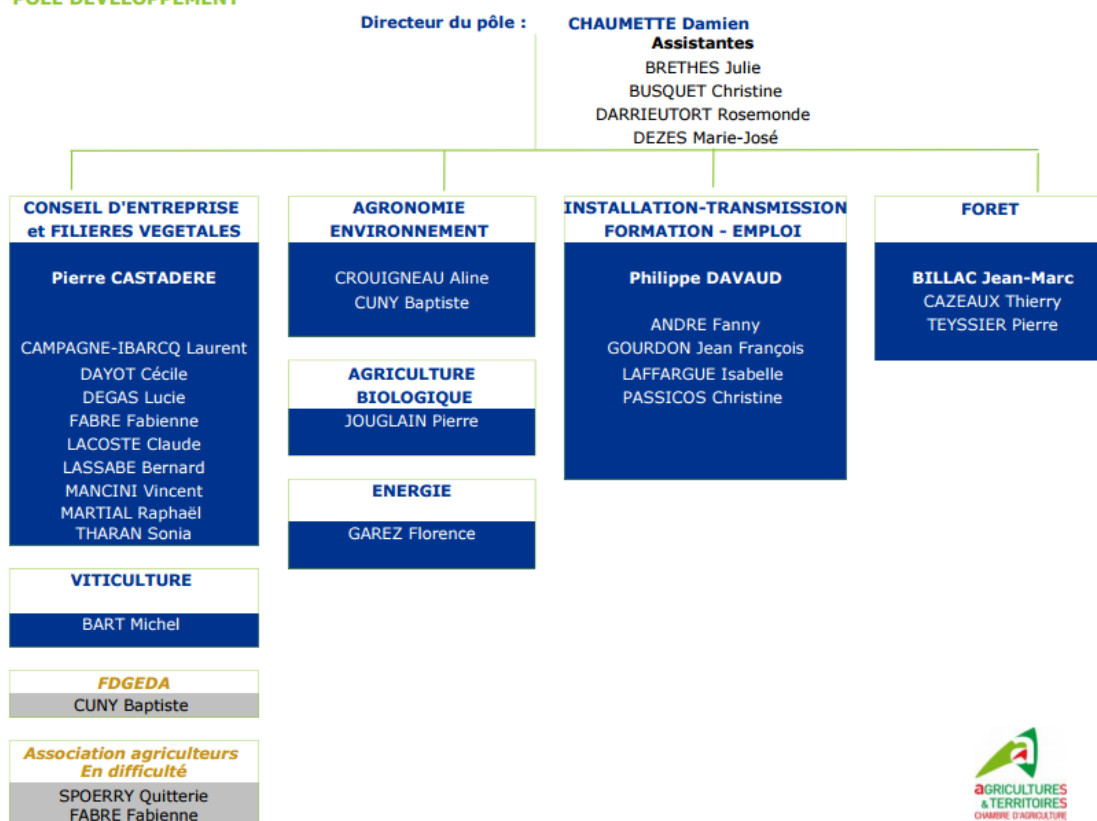 POLE DEVELOPPEMENT
Directeur du pôle : CHAUMETTE Damien
Assistantes
BRETHES Julie
BUSQUET Christine
DARRIEUTORT Rosemonde
DEZES Marie-José
CONSEIL D'ENTREPRISE
et FILIERES VEGETALES
Pierre CASTADERE
CAMPAGNE-IBARCQ Laurent
DAYOT Cécile
DEGAS Lucie
FABRE Fabienne
LACOSTE Claude
LASSABE Bernard
MANCINI Vincent
MARTIAL Raphaël
THARAN Sonia
VITICULTURE
BART Michel
FDGEDA
CUNY Baptiste
Association agriculteurs
En difficulté
SPOERRY Quitterie
FABRE Fabienne
AGRONOMIE
ENVIRONNEMENT
CROUIGNEAU Aline
CUNY Baptiste
AGRICULTURE
BIOLOGIQUE
JOUGLAIN Pierre
ENERGIE
GAREZ Florence
INSTALLATION-TRANSMISSION
FORMATION - EMPLOI
Philippe DAVAUD
ANDRE Fanny
GOURDON Jean François
LAFFARGUE Isabelle
PASSICOS Christine
FORET
BILLAC Jean-Marc
CAZEAUX Thierry
TEYSSIER Pierre
aGRICULTURES
& TERRITOIRES
CHAMBRE D'AGRICULTURE